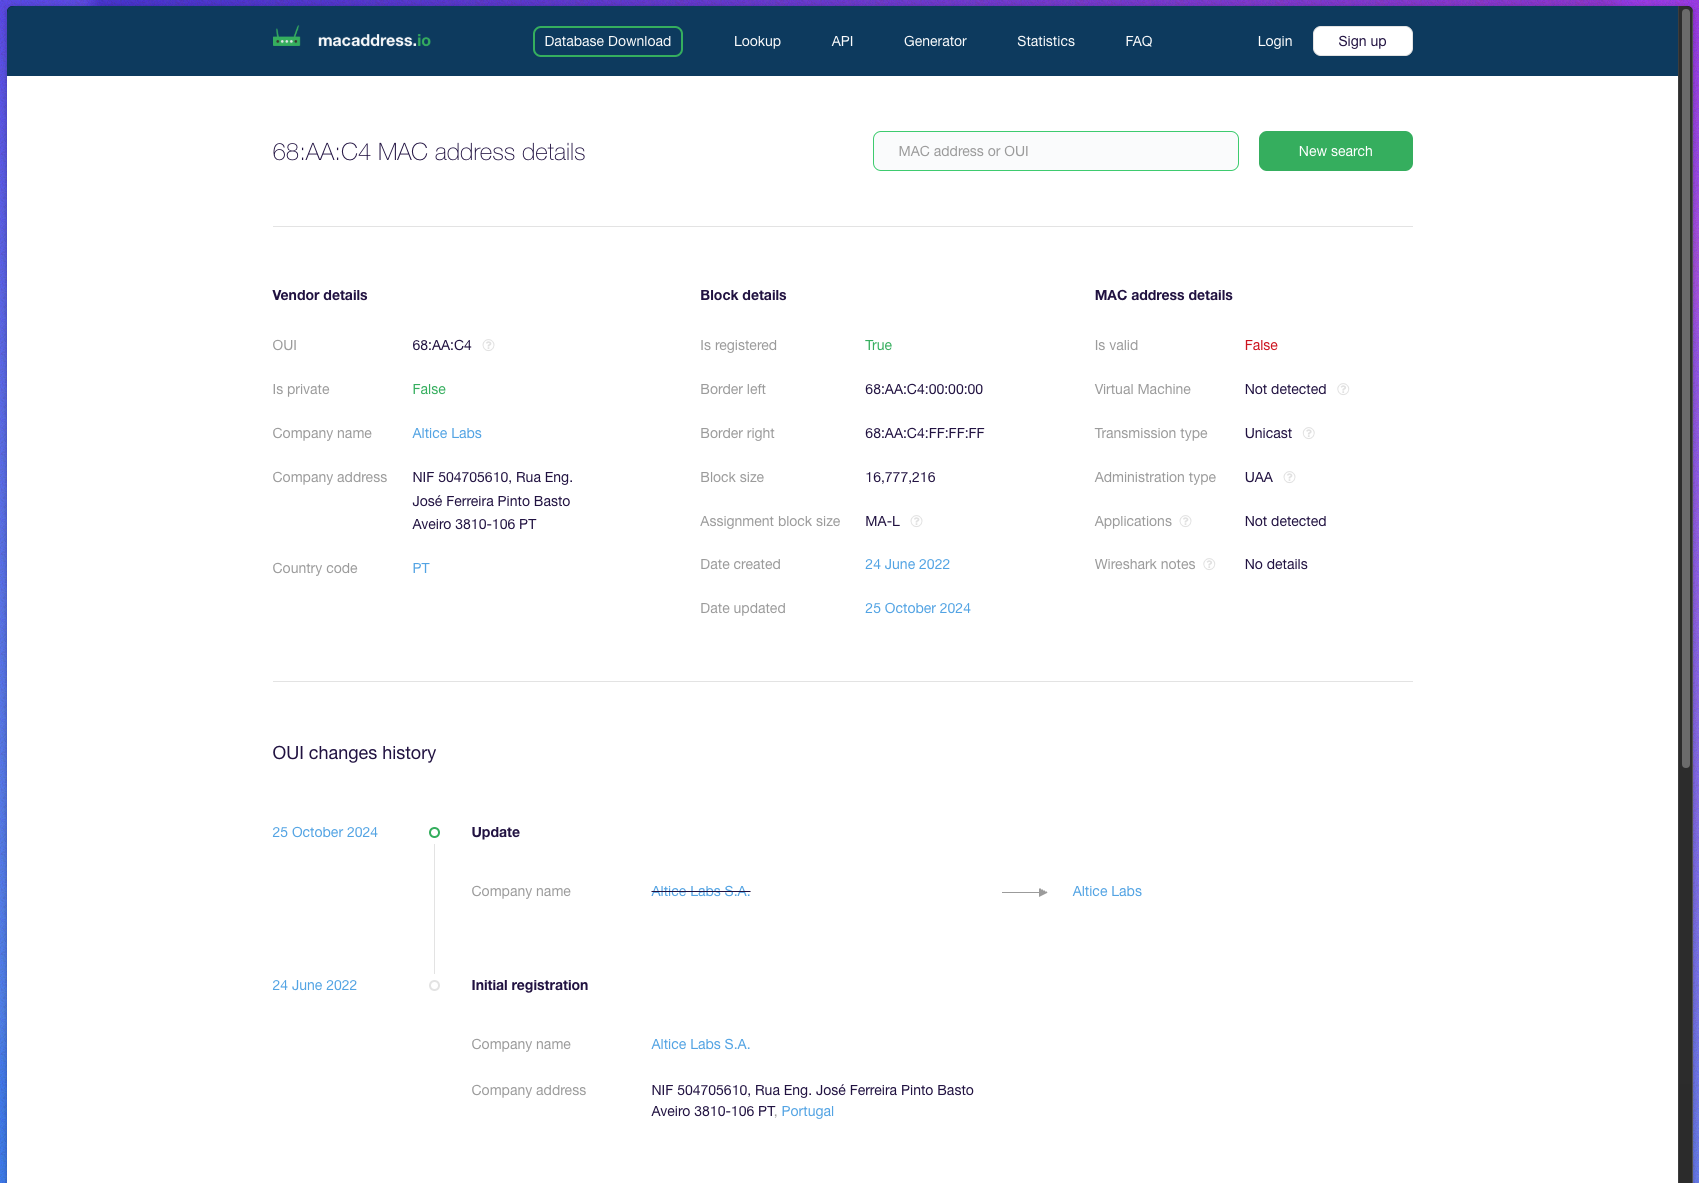 macaddress.io
Database Download
Lookup
API
Generator
Statistics
FAQ
Login
Sign up
68:AA:C4 MAC address details
MAC address or OUI
New search
Vendor details
OUI 68:AA:C4 ?
Is private False
Company name Altice Labs
Company address NIF 504705610, Rua Eng.
José Ferreira Pinto Basto
Aveiro 3810-106 PT
Country code PT
Block details
Is registered True
Border left 68:AA:C4:00:00:00
Border right 68:AA:C4:FF:FF:FF
Block size 16,777,216
Assignment block size MA-L ?
Date created 24 June 2022
Date updated 25 October 2024
MAC address details
Is valid False
Virtual Machine Not detected ?
Transmission type Unicast ?
Administration type UAA ?
Applications ? Not detected
Wireshark notes ? No details
OUI changes history
25 October 2024 Update
Company name Altice Labs S.A. Altice Labs
24 June 2022 Initial registration
Company name Altice Labs S.A.
Company address NIF 504705610, Rua Eng. José Ferreira Pinto Basto
Aveiro 3810-106 PT, Portugal